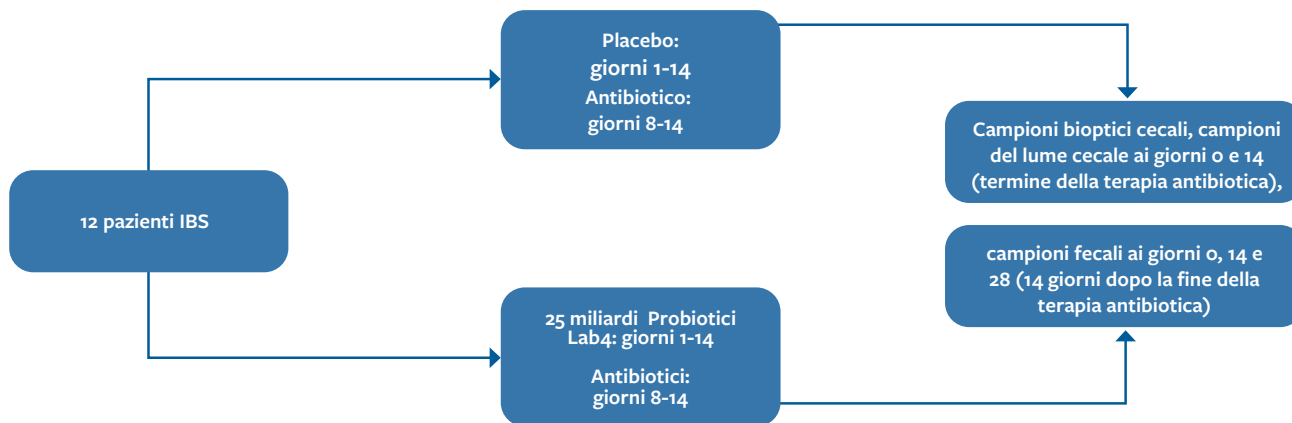 Placebo:
giorni 1-14
Antibiotico:
giorni 8-14
Campioni bioptici cecali, campioni
del lume cecale ai giorni 0 e 14
(termine della terapia antibiotica),
12 pazienti IBS
campioni fecali ai giorni 0, 14 e
28 (14 giorni dopo la fine della
terapia antibiotica)
25 miliardi Probiotici
Lab4: giorni 1-14
Antibiotici:
giorni 8-14